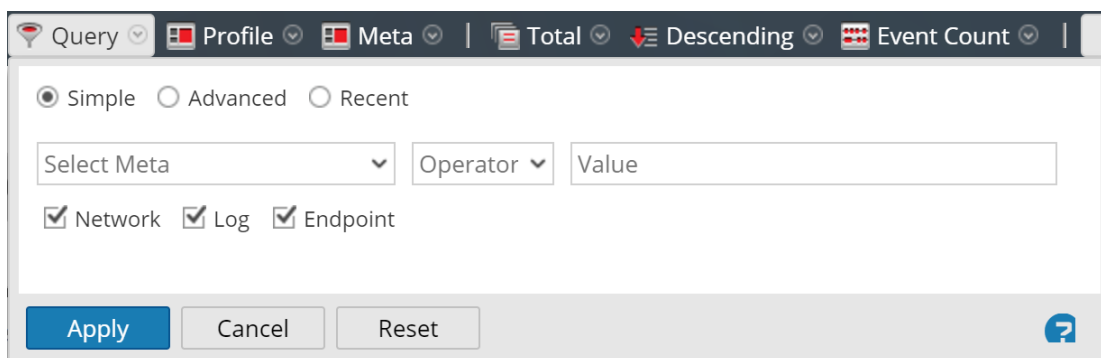 Query Profile Meta | Total Descending Event Count |
Simple Advanced Recent
Select Meta Operator Value
Network Log Endpoint
Apply Cancel Reset ?